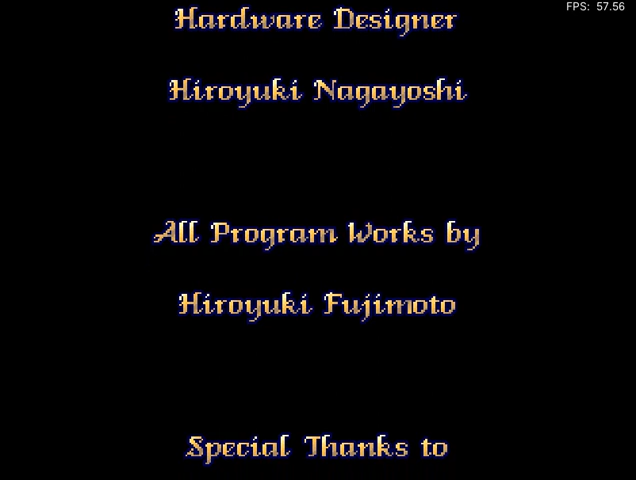 FPS: 57.56
Hardware Designer
Hiroyuki Nagayoshi
All Program Works by
Hiroyuki Fujimoto
Special Thanks to